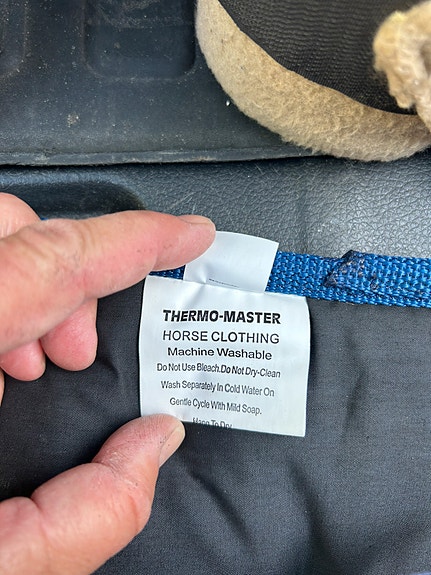 THERMO-MASTER
HORSE CLOTHING
Machine Washable
Do Not Use Bleach.Do Not Dry-Clean
Wash Separately In Cold Water On
Gentle Cycle With Mild Soap.
Hang To Dry.